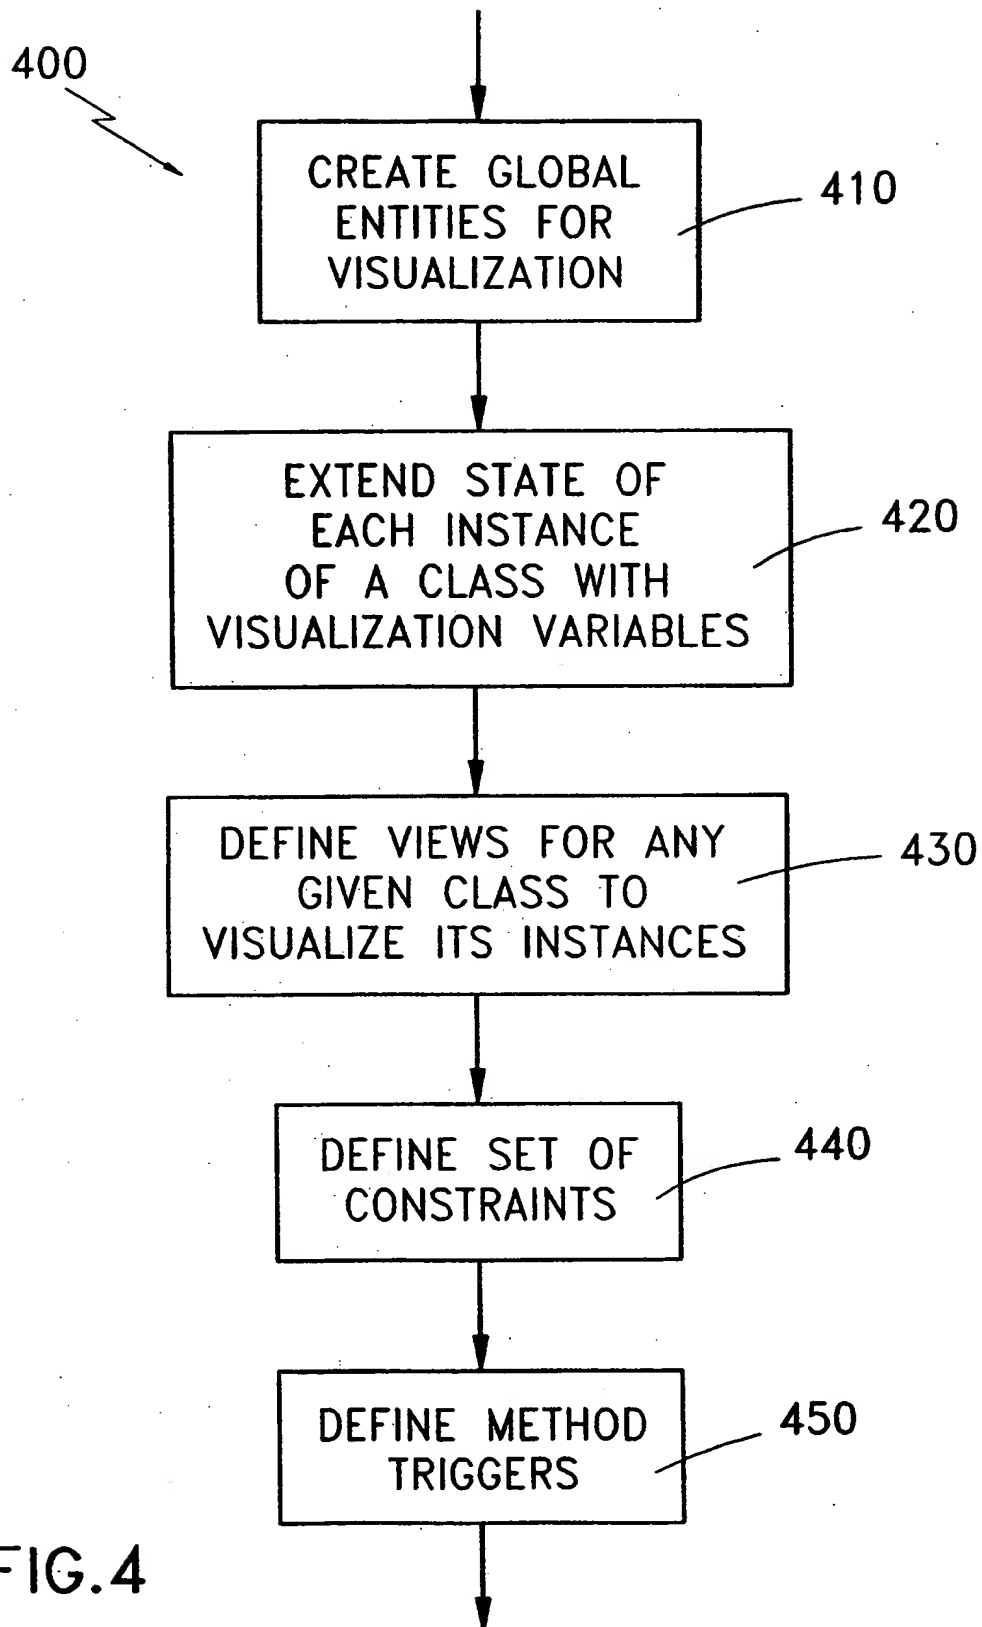 400
CREATE GLOBAL
ENTITIES FOR
VISUALIZATION
410
EXTEND STATE OF
EACH INSTANCE
OF A CLASS WITH
VISUALIZATION VARIABLES
420
DEFINE VIEWS FOR ANY
GIVEN CLASS TO
VISUALIZE ITS INSTANCES
430
DEFINE SET OF
CONSTRAINTS
440
DEFINE METHOD
TRIGGERS
450
FIG.4